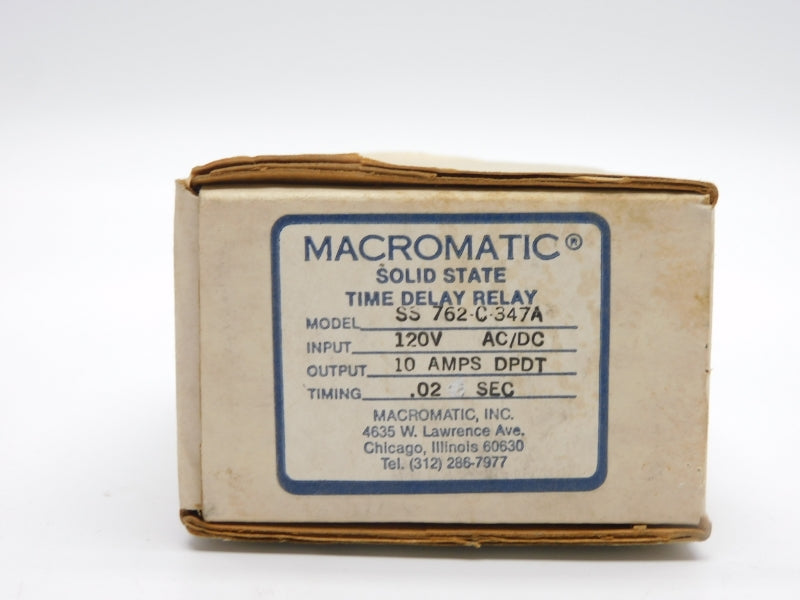 MACROMATIC®
SOLID STATE
TIME DELAY RELAY
MODEL SS 762-C-347A
INPUT 120V AC/DC
OUTPUT 10 AMPS DPDT
TIMING .02 SEC
MACROMATIC, INC.
4635 W. Lawrence Ave.
Chicago, Illinois 60630
Tel. (312) 286-7977